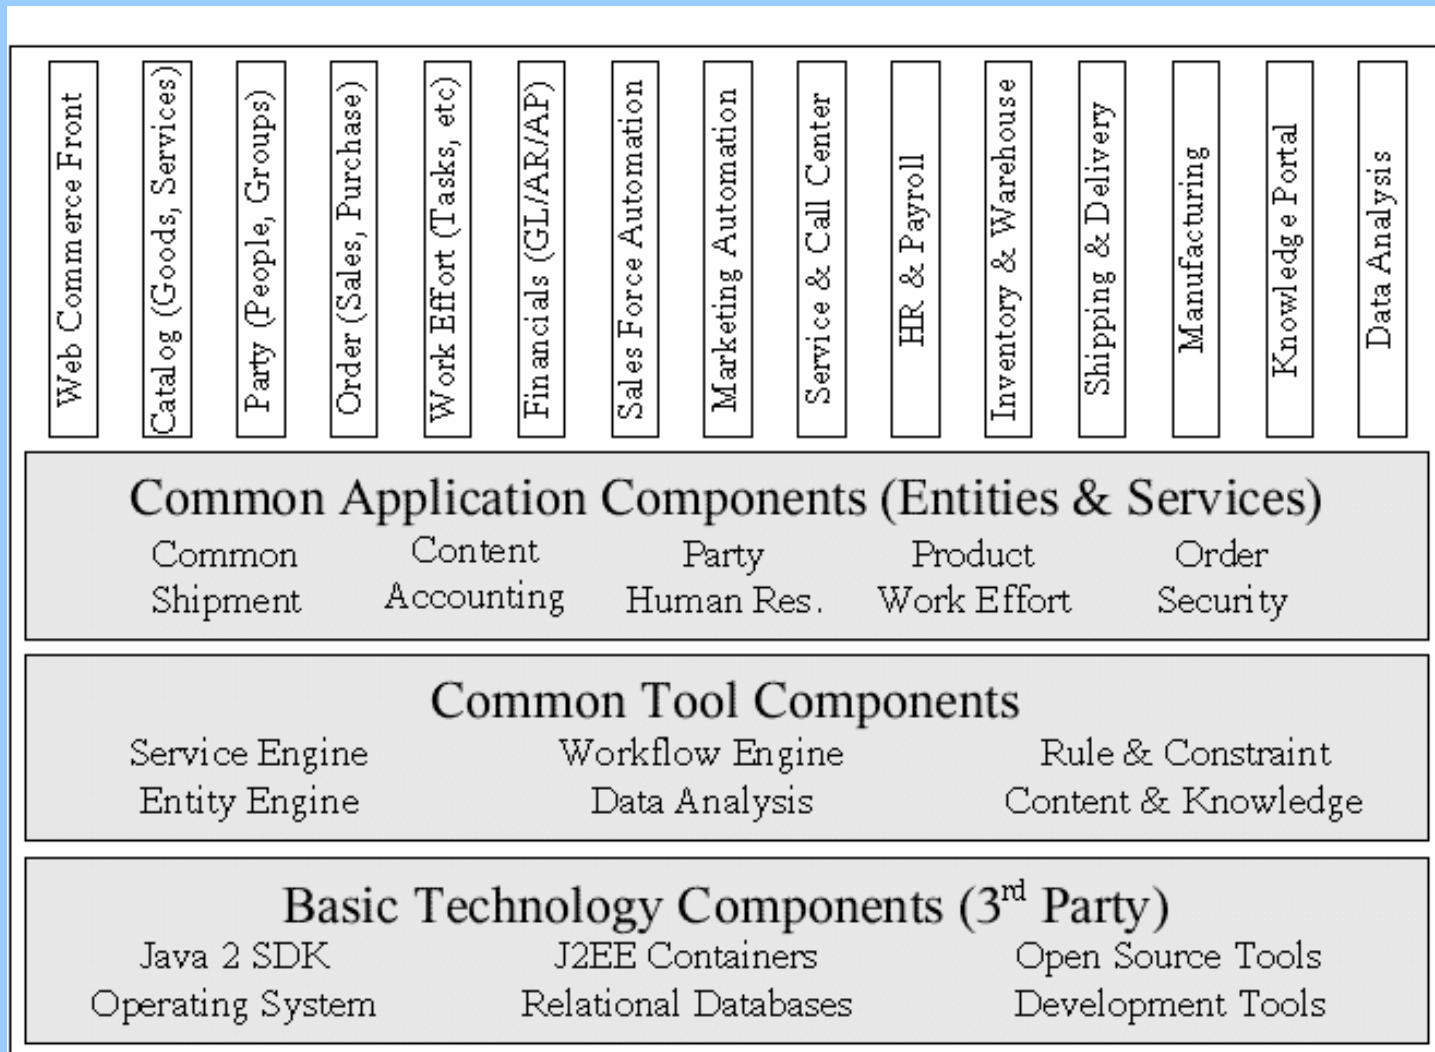 Web Commerce Front
Catalog (Goods, Services)
Party (People, Groups)
Order (Sales, Purchase)
Work Effort (Tasks, etc)
Financials (GL/AR/AP)
Sales Force Automation
Marketing Automation
Service & Call Center
HR & Payroll
Inventory & Warehouse
Shipping & Delivery
Manufacturing
Knowledge Portal
Data Analysis
Common Application Components (Entities & Services)
Common Content Party Product Order
Shipment Accounting Human Res. Work Effort Security
Common Tool Components
Service Engine Workflow Engine Rule & Constraint
Entity Engine Data Analysis Content & Knowledge
Basic Technology Components (3rd Party)
Java 2 SDK J2EE Containers Open Source Tools
Operating System Relational Databases Development Tools